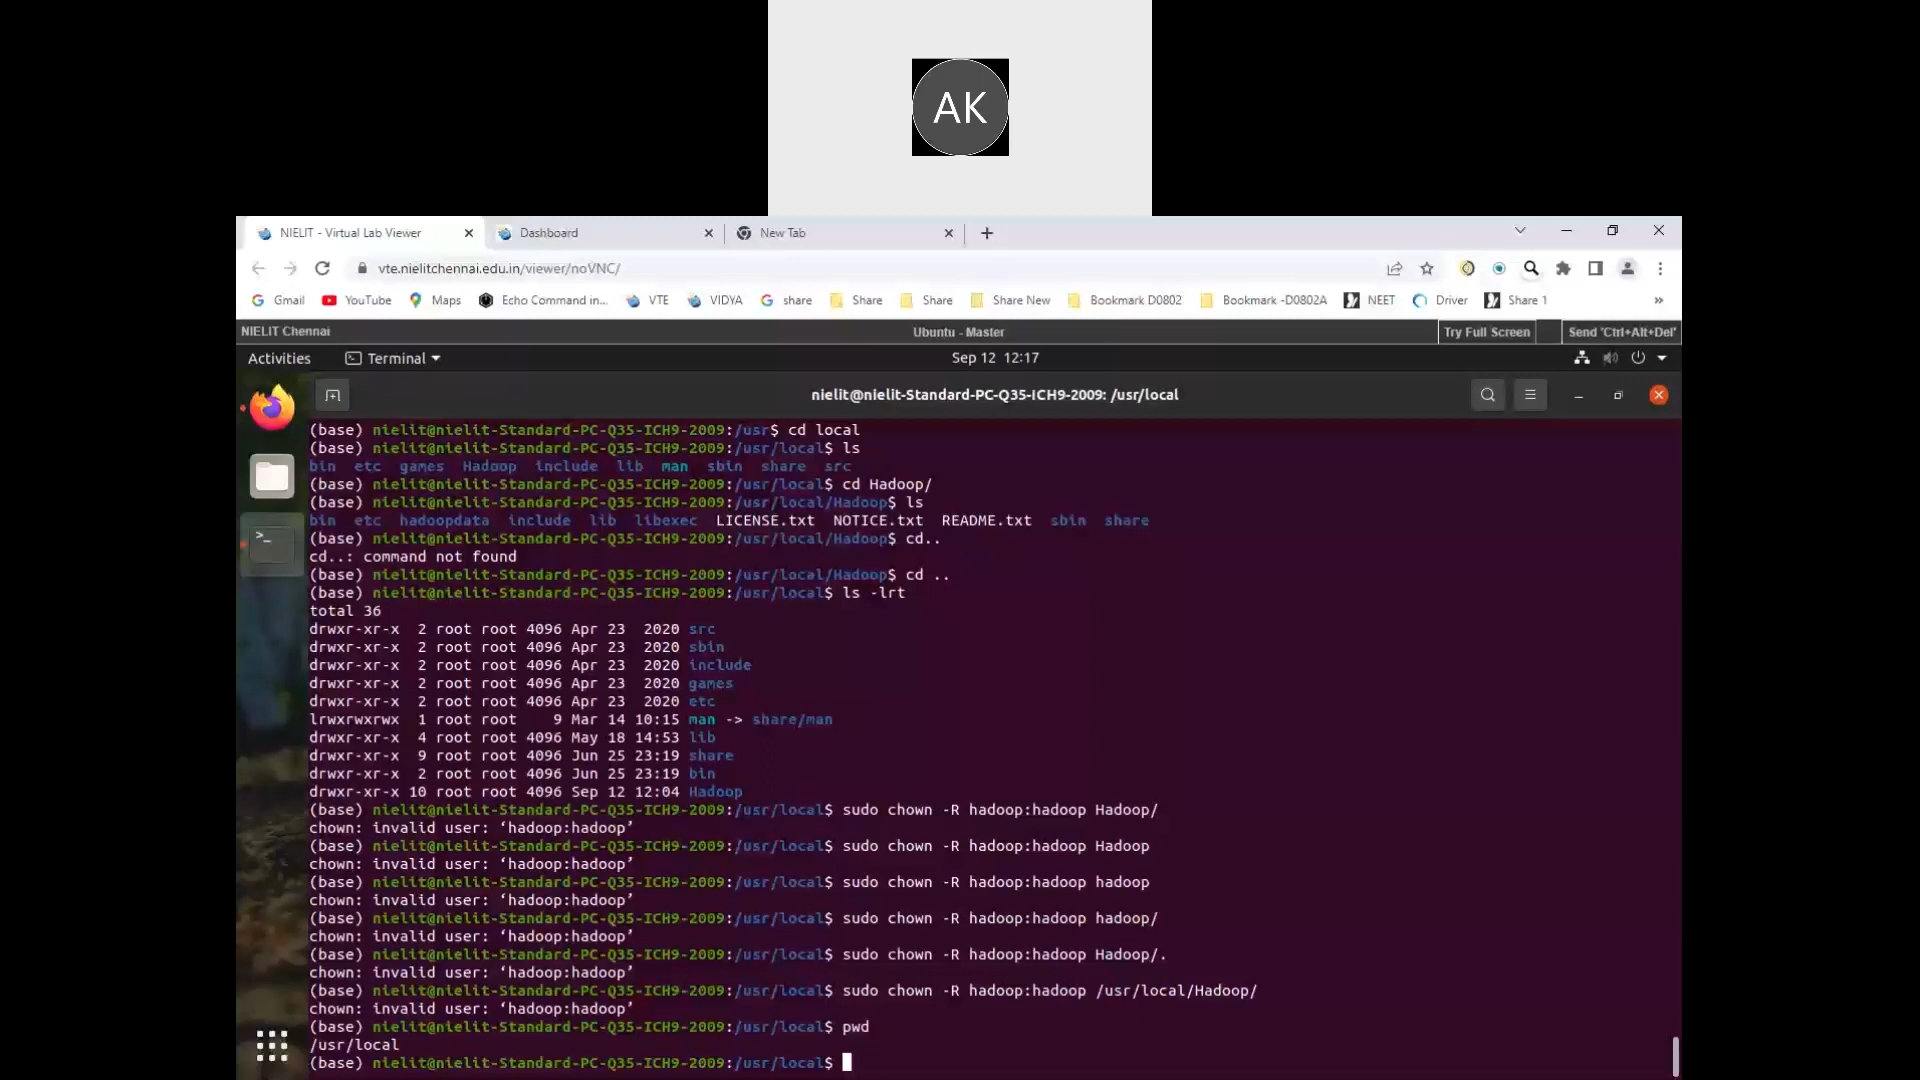 AK
NIELIT - Virtual Lab Viewer
Dashboard
New Tab
vte.nielitchennai.edu.in/viewer/noVNC/
Gmail YouTube Maps Echo Command in... VTE VIDYA share Share Share Share New Bookmark D0802 Bookmark -D0802A NEET Driver Share 1 »
NIELIT Chennai Ubuntu - Master Try Full Screen Send 'Ctrl+Alt+Del'
Activities Terminal Sep 12 12:17
nielit@nielit-Standard-PC-Q35-ICH9-2009: /usr/local
(base) nielit@nielit-Standard-PC-Q35-ICH9-2009:/usr$ cd local
(base) nielit@nielit-Standard-PC-Q35-ICH9-2009:/usr/local$ ls
bin etc games Hadoop include lib man sbin share src
(base) nielit@nielit-Standard-PC-Q35-ICH9-2009:/usr/local$ cd Hadoop/
(base) nielit@nielit-Standard-PC-Q35-ICH9-2009:/usr/local/Hadoop$ ls
bin etc hadoopdata include lib libexec LICENSE.txt NOTICE.txt README.txt sbin share
(base) nielit@nielit-Standard-PC-Q35-ICH9-2009:/usr/local/Hadoop$ cd..
cd..: command not found
(base) nielit@nielit-Standard-PC-Q35-ICH9-2009:/usr/local/Hadoop$ cd ..
(base) nielit@nielit-Standard-PC-Q35-ICH9-2009:/usr/local$ ls -lrt
total 36
drwxr-xr-x 2 root root 4096 Apr 23 2020 src
drwxr-xr-x 2 root root 4096 Apr 23 2020 sbin
drwxr-xr-x 2 root root 4096 Apr 23 2020 include
drwxr-xr-x 2 root root 4096 Apr 23 2020 games
drwxr-xr-x 2 root root 4096 Apr 23 2020 etc
lrwxrwxrwx 1 root root 9 Mar 14 10:15 man -> share/man
drwxr-xr-x 4 root root 4096 May 18 14:53 lib
drwxr-xr-x 9 root root 4096 Jun 25 23:19 share
drwxr-xr-x 2 root root 4096 Jun 25 23:19 bin
drwxr-xr-x 10 root root 4096 Sep 12 12:04 Hadoop
(base) nielit@nielit-Standard-PC-Q35-ICH9-2009:/usr/local$ sudo chown -R hadoop:hadoop Hadoop/
chown: invalid user: ‘hadoop:hadoop’
(base) nielit@nielit-Standard-PC-Q35-ICH9-2009:/usr/local$ sudo chown -R hadoop:hadoop Hadoop
chown: invalid user: ‘hadoop:hadoop’
(base) nielit@nielit-Standard-PC-Q35-ICH9-2009:/usr/local$ sudo chown -R hadoop:hadoop hadoop
chown: invalid user: ‘hadoop:hadoop’
(base) nielit@nielit-Standard-PC-Q35-ICH9-2009:/usr/local$ sudo chown -R hadoop:hadoop hadoop/
chown: invalid user: ‘hadoop:hadoop’
(base) nielit@nielit-Standard-PC-Q35-ICH9-2009:/usr/local$ sudo chown -R hadoop:hadoop Hadoop/.
chown: invalid user: ‘hadoop:hadoop’
(base) nielit@nielit-Standard-PC-Q35-ICH9-2009:/usr/local$ sudo chown -R hadoop:hadoop /usr/local/Hadoop/
chown: invalid user: ‘hadoop:hadoop’
(base) nielit@nielit-Standard-PC-Q35-ICH9-2009:/usr/local$ pwd
/usr/local
(base) nielit@nielit-Standard-PC-Q35-ICH9-2009:/usr/local$